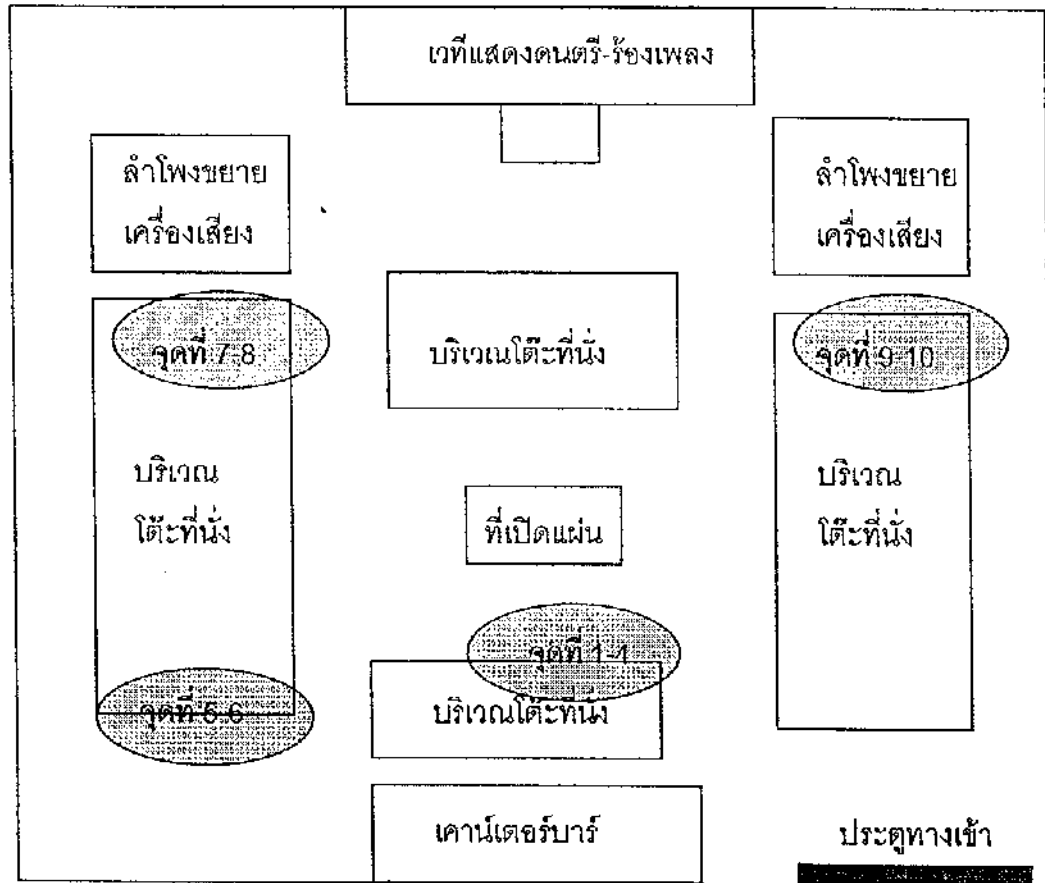 เวทีแสดงดนตรี-ร้องเพลง
ลำโพงขยาย
เครื่องเสียง
ลำโพงขยาย
เครื่องเสียง
จุดที่ 7-8
บริเวณโต๊ะที่นั่ง
จุดที่ 9-10
บริเวณ
โต๊ะที่นั่ง
บริเวณ
โต๊ะที่นั่ง
ที่เปิดแผ่น
จุดที่ 1-4
จุดที่ 5-6
บริเวณโต๊ะที่นั่ง
เคาน์เตอร์บาร์
ประตูทางเข้า